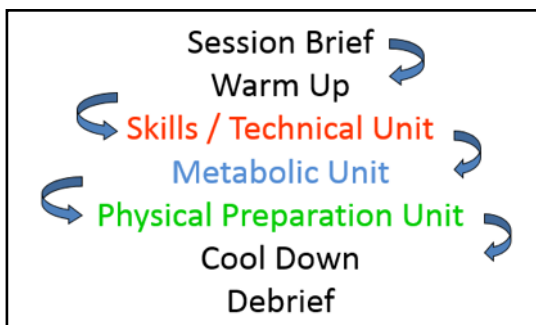 Session Brief
Warm Up
Skills / Technical Unit
Metabolic Unit
Physical Preparation Unit
Cool Down
Debrief